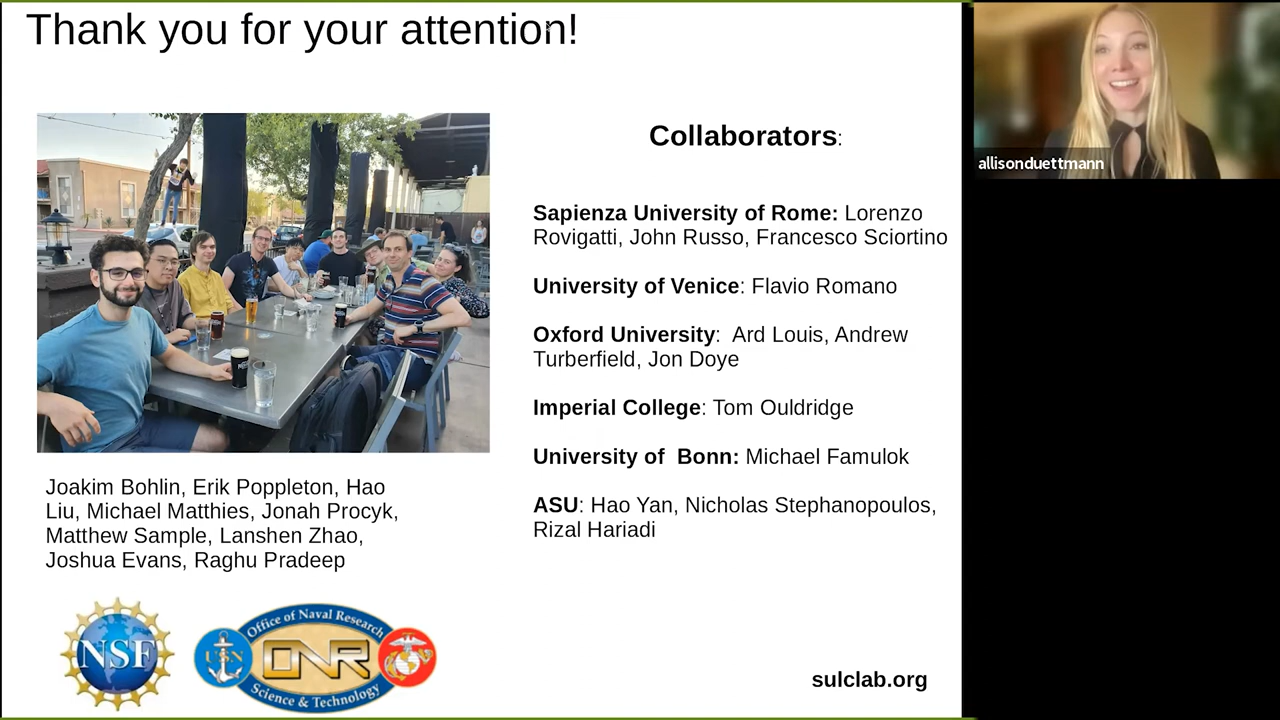 Thank you for your attention!
allisonduettmann
Collaborators:
Sapienza University of Rome: Lorenzo
Rovigatti, John Russo, Francesco Sciortino
University of Venice: Flavio Romano
Oxford University:  Ard Louis, Andrew
Turberfield, Jon Doye
Imperial College: Tom Ouldridge
University of  Bonn: Michael Famulok
ASU: Hao Yan, Nicholas Stephanopoulos,
Rizal Hariadi
Joakim Bohlin, Erik Poppleton, Hao
Liu, Michael Matthies, Jonah Procyk,
Matthew Sample, Lanshen Zhao,
Joshua Evans, Raghu Pradeep
NSF
Office of Naval Research
USN
ONR
Science & Technology
sulclab.org